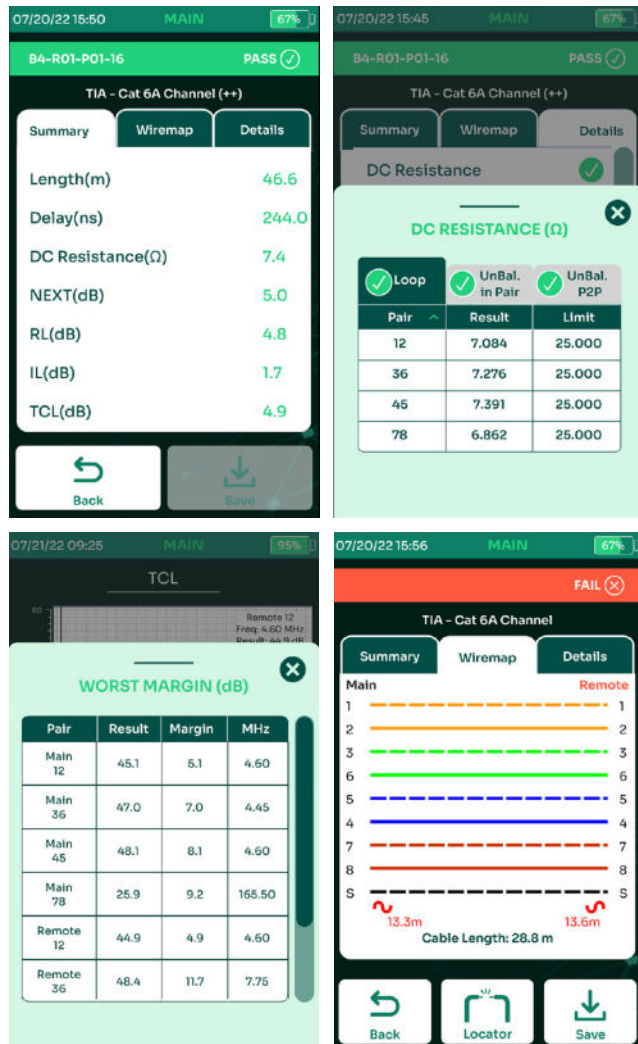 07/20/22 15:50 MAIN 67%
B4-R01-P01-16 PASS
TIA - Cat 6A Channel (++)
Summary Wiremap Details
Length(m) 46.6
Delay(ns) 244.0
DC Resistance(Ω) 7.4
NEXT(dB) 5.0
RL(dB) 4.8
IL(dB) 1.7
TCL(dB) 4.9
Back Save
07/20/22 15:45 MAIN 67%
B4-R01-P01-16 PASS
TIA - Cat 6A Channel (++)
Summary Wiremap Details
DC Resistance
DC RESISTANCE (Ω)
Loop UnBal. in Pair UnBal. P2P
Pair Result Limit
12 7.084 25.000
36 7.276 25.000
45 7.391 25.000
78 6.862 25.000
07/21/22 09:25 MAIN 95%
TCL
80
Remote 12
Freq: 4.60 MHz
Result: 44.9 dB
WORST MARGIN (dB)
Pair Result Margin MHz
Main 12 45.1 5.1 4.60
Main 36 47.0 7.0 4.45
Main 45 48.1 8.1 4.60
Main 78 25.9 9.2 165.50
Remote 12 44.9 4.9 4.60
Remote 36 48.4 11.7 7.75
07/20/22 15:56 MAIN 67%
FAIL
TIA - Cat 6A Channel
Summary Wiremap Details
Main Remote
1 1
2 2
3 3
6 6
5 5
4 4
7 7
8 8
S S
13.3m 13.6m
Cable Length: 28.8 m
Back Locator Save